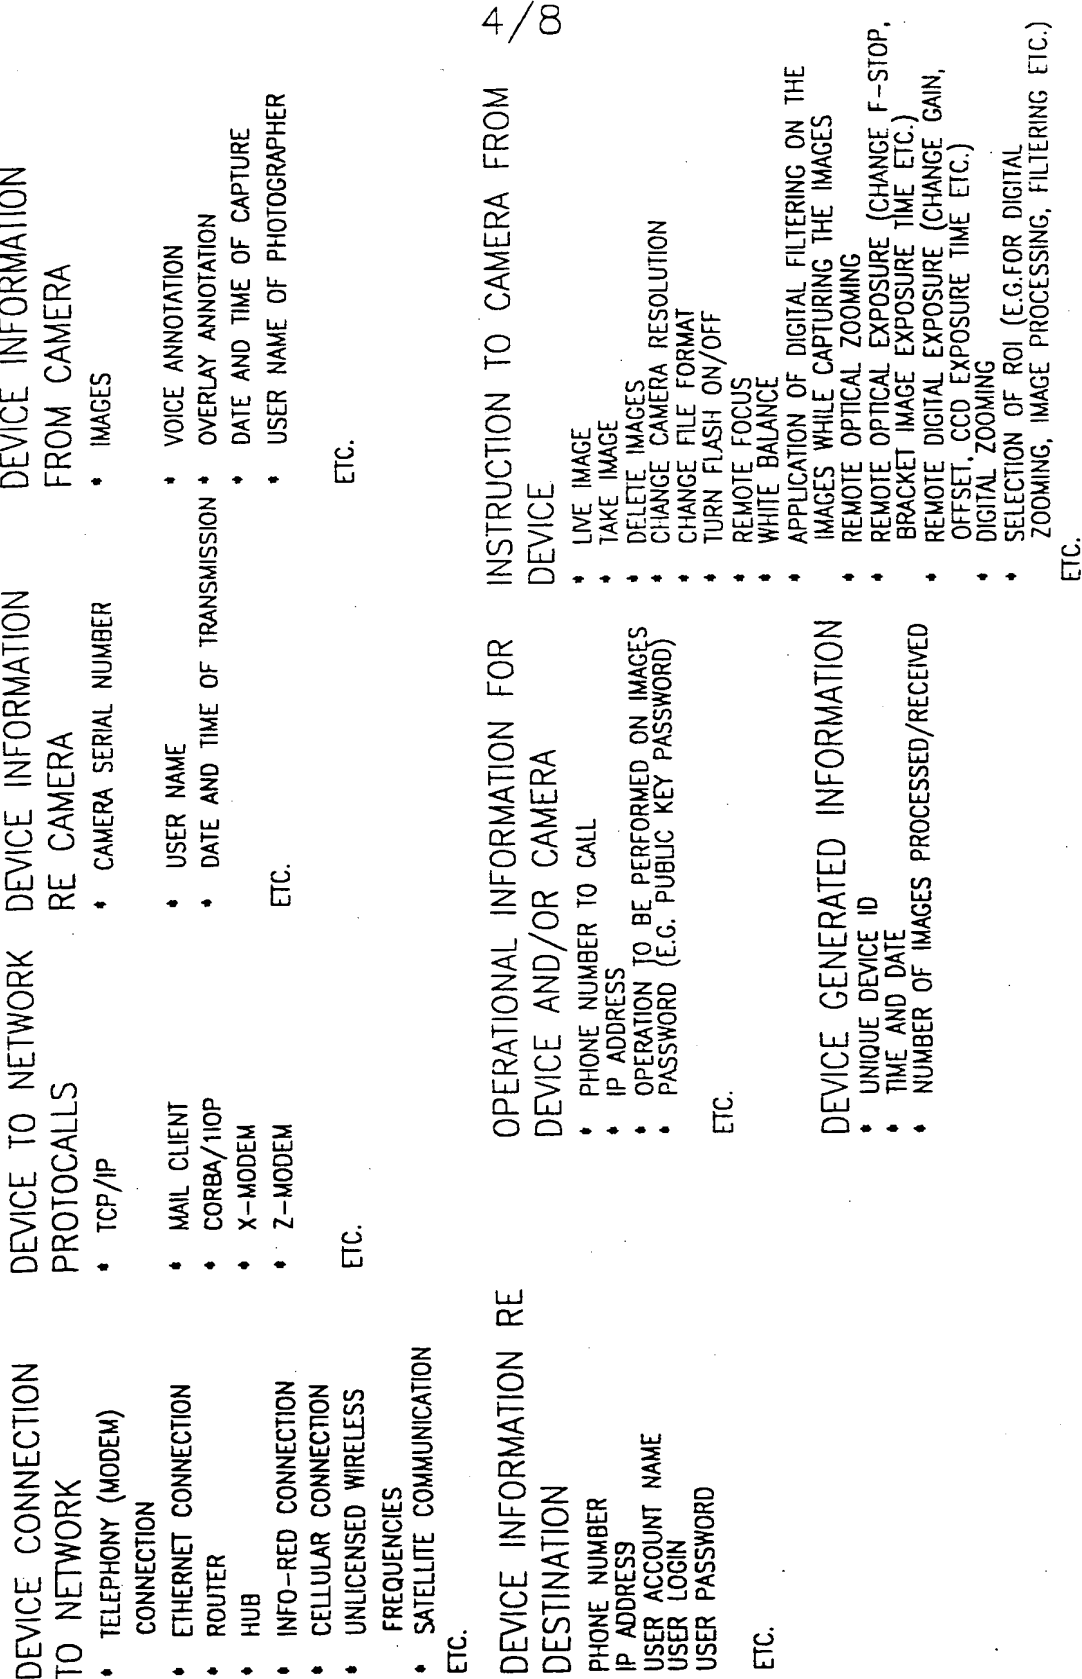 4/8
DEVICE CONNECTION
TO NETWORK
• TELEPHONY (MODEM)
CONNECTION
• ETHERNET CONNECTION
• ROUTER
• HUB
• INFO-RED CONNECTION
• CELLULAR CONNECTION
• UNLICENSED WIRELESS
FREQUENCIES
• SATELLITE COMMUNICATION
ETC.
DEVICE TO NETWORK
PROTOCALLS
• TCP/IP
• MAIL CLIENT
• CORBA/11OP
• X-MODEM
• Z-MODEM
ETC.
DEVICE INFORMATION
RE CAMERA
• CAMERA SERIAL NUMBER
• USER NAME
• DATE AND TIME OF TRANSMISSION
ETC.
DEVICE INFORMATION
FROM CAMERA
• IMAGES
• VOICE ANNOTATION
• OVERLAY ANNOTATION
• DATE AND TIME OF CAPTURE
• USER NAME OF PHOTOGRAPHER
ETC.
DEVICE INFORMATION RE
DESTINATION
PHONE NUMBER
IP ADDRESS9
USER ACCOUNT NAME
USER LOGIN
USER PASSWORD
ETC.
OPERATIONAL INFORMATION FOR
DEVICE AND/OR CAMERA
• PHONE NUMBER TO CALL
• IP ADDRESS
• OPERATION TO BE PERFORMED ON IMAGES
• PASSWORD (E.G. PUBLIC KEY PASSWORD)
ETC.
DEVICE GENERATED INFORMATION
• UNIQUE DEVICE ID
• TIME AND DATE
• NUMBER OF IMAGES PROCESSED/RECEIVED
INSTRUCTION TO CAMERA FROM
DEVICE
• LIVE IMAGE
• TAKE IMAGE
• DELETE IMAGES
• CHANGE CAMERA RESOLUTION
• CHANGE FILE FORMAT
• TURN FLASH ON/OFF
• REMOTE FOCUS
• WHITE BALANCE
• APPLICATION OF DIGITAL FILTERING ON THE
IMAGES WHILE CAPTURING THE IMAGES
• REMOTE OPTICAL ZOOMING
• REMOTE OPTICAL EXPOSURE (CHANGE F-STOP,
BRACKET IMAGE EXPOSURE TIME ETC.)
• REMOTE DIGITAL EXPOSURE (CHANGE GAIN,
OFFSET, CCD EXPOSURE TIME ETC.)
• DIGITAL ZOOMING
• SELECTION OF ROI (E.G.FOR DIGITAL
ZOOMING, IMAGE PROCESSING, FILTERING ETC.)
ETC.